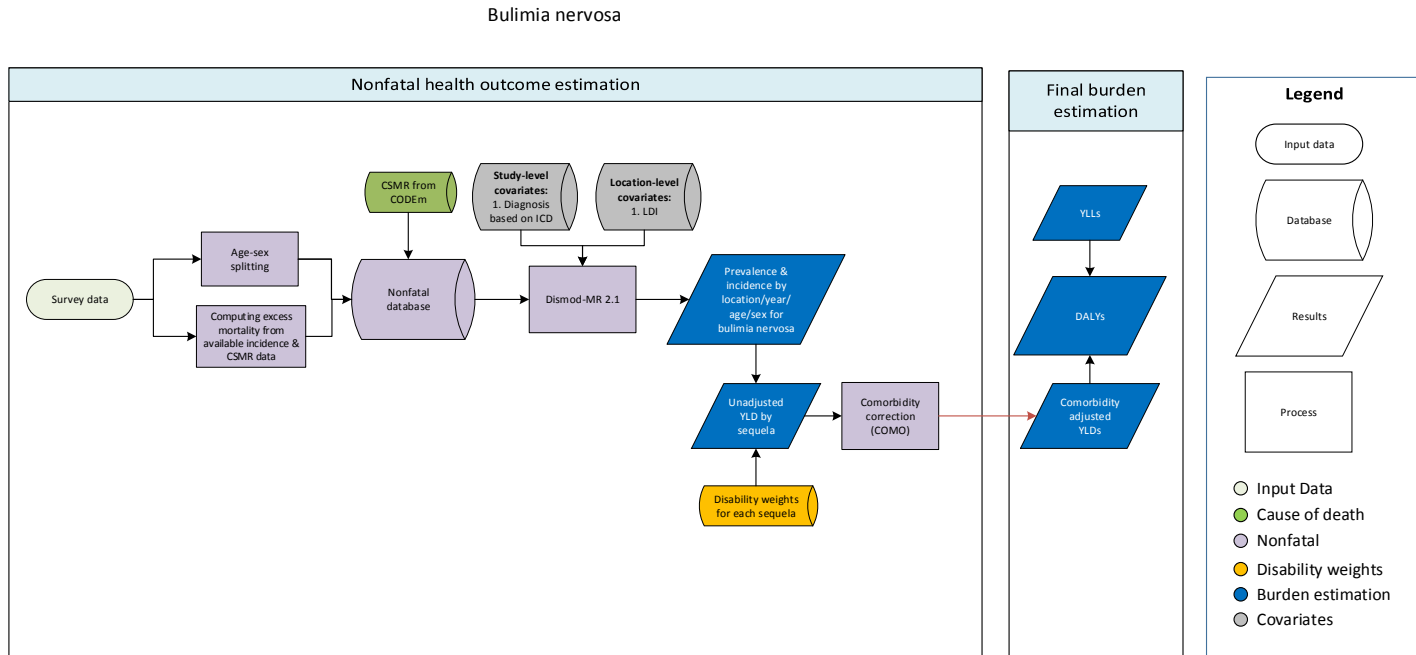 Bulimia nervosa
Nonfatal health outcome estimation
Survey data
Age-sex
splitting
Computing excess
mortality from
available incidence &
CSMR data
CSMR from
CODEm
Nonfatal
database
Study-level
covariates:
1. Diagnosis
based on ICD
Location-level
covariates:
1. LDI
Dismod-MR 2.1
Prevalence &
incidence by
location/year/
age/sex for
bulimia nervosa
Unadjusted
YLD by
sequela
Disability weights
for each sequela
Comorbidity
correction
(COMO)
Final burden
estimation
YLLs
DALYs
Comorbidity
adjusted
YLDs
Legend
Input data
Database
Results
Process
Input Data
Cause of death
Nonfatal
Disability weights
Burden estimation
Covariates